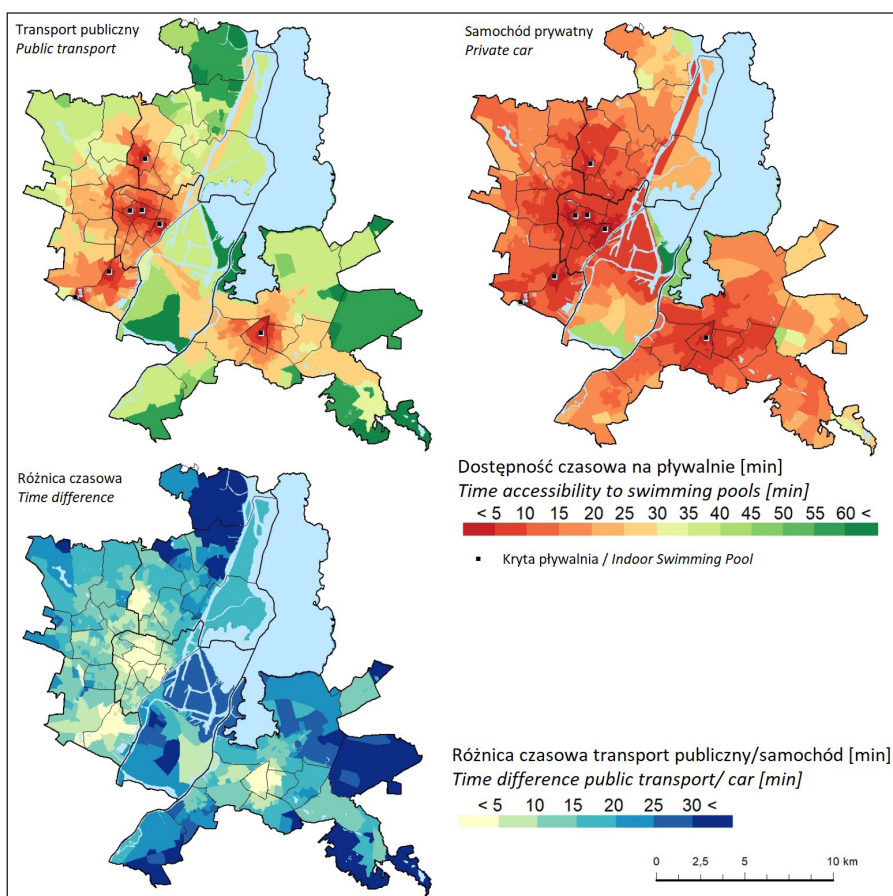 Transport publiczny
Public transport
Samochód prywatny
Private car
Różnica czasowa
Time difference
Dostępność czasowa na pływalnie [min]
Time accessibility to swimming pools [min]
< 5 10 15 20 25 30 35 40 45 50 55 60 <
Kryta pływalnia / Indoor Swimming Pool
Różnica czasowa transport publiczny/samochód [min]
Time difference public transport/ car [min]
< 5 10 15 20 25 30 <
0 2,5 5 10 km